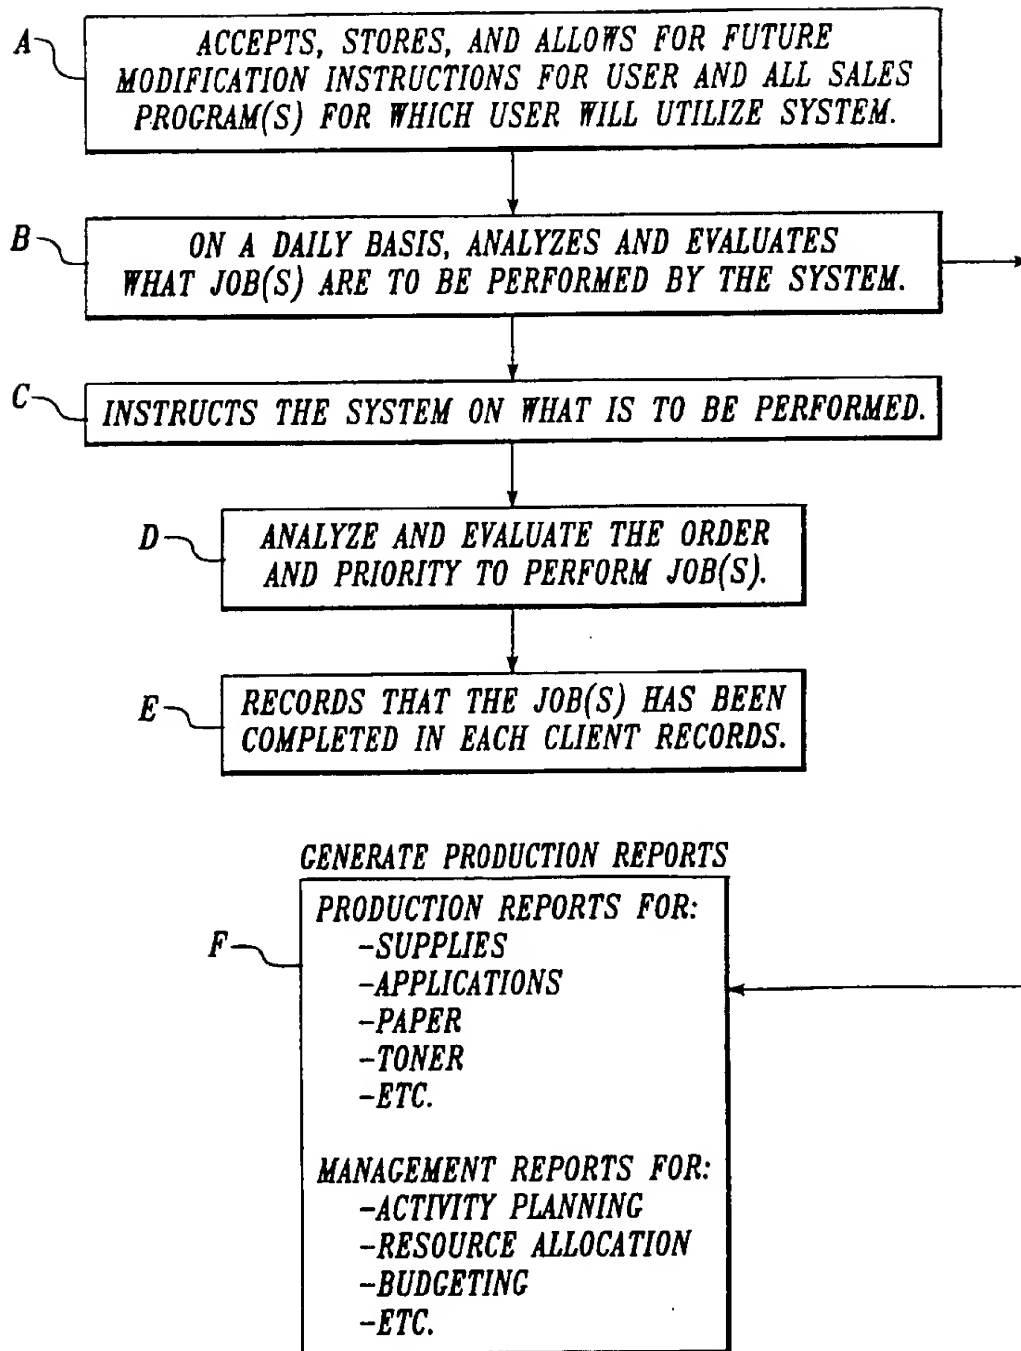 A
ACCEPTS, STORES, AND ALLOWS FOR FUTURE
MODIFICATION INSTRUCTIONS FOR USER AND ALL SALES
PROGRAM(S) FOR WHICH USER WILL UTILIZE SYSTEM.
B
ON A DAILY BASIS, ANALYZES AND EVALUATES
WHAT JOB(S) ARE TO BE PERFORMED BY THE SYSTEM.
C
INSTRUCTS THE SYSTEM ON WHAT IS TO BE PERFORMED.
D
ANALYZE AND EVALUATE THE ORDER
AND PRIORITY TO PERFORM JOB(S).
E
RECORDS THAT THE JOB(S) HAS BEEN
COMPLETED IN EACH CLIENT RECORDS.
GENERATE PRODUCTION REPORTS
F
PRODUCTION REPORTS FOR:
-SUPPLIES
-APPLICATIONS
-PAPER
-TONER
-ETC.
MANAGEMENT REPORTS FOR:
-ACTIVITY PLANNING
-RESOURCE ALLOCATION
-BUDGETING
-ETC.